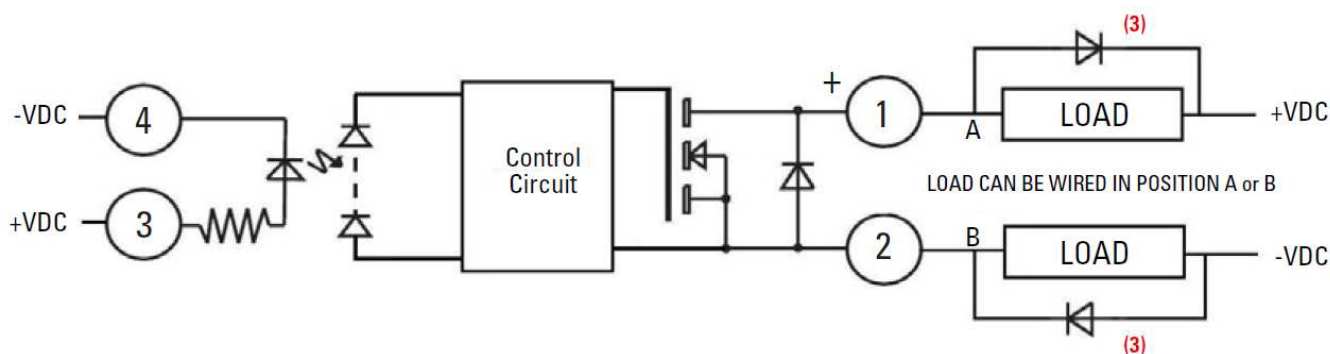 (3)
-VDC
4
+
1
A
LOAD
+VDC
Control
Circuit
LOAD CAN BE WIRED IN POSITION A or B
+VDC
3
2
B
LOAD
-VDC
(3)